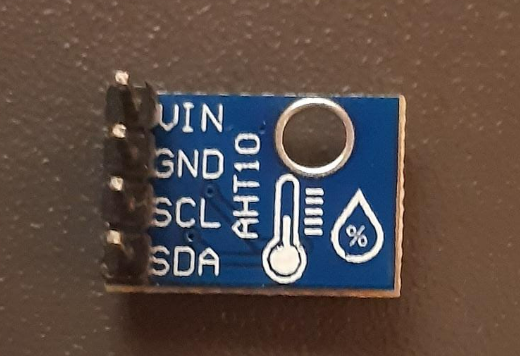 VIN
GND
SCL
SDA
AHT10
%